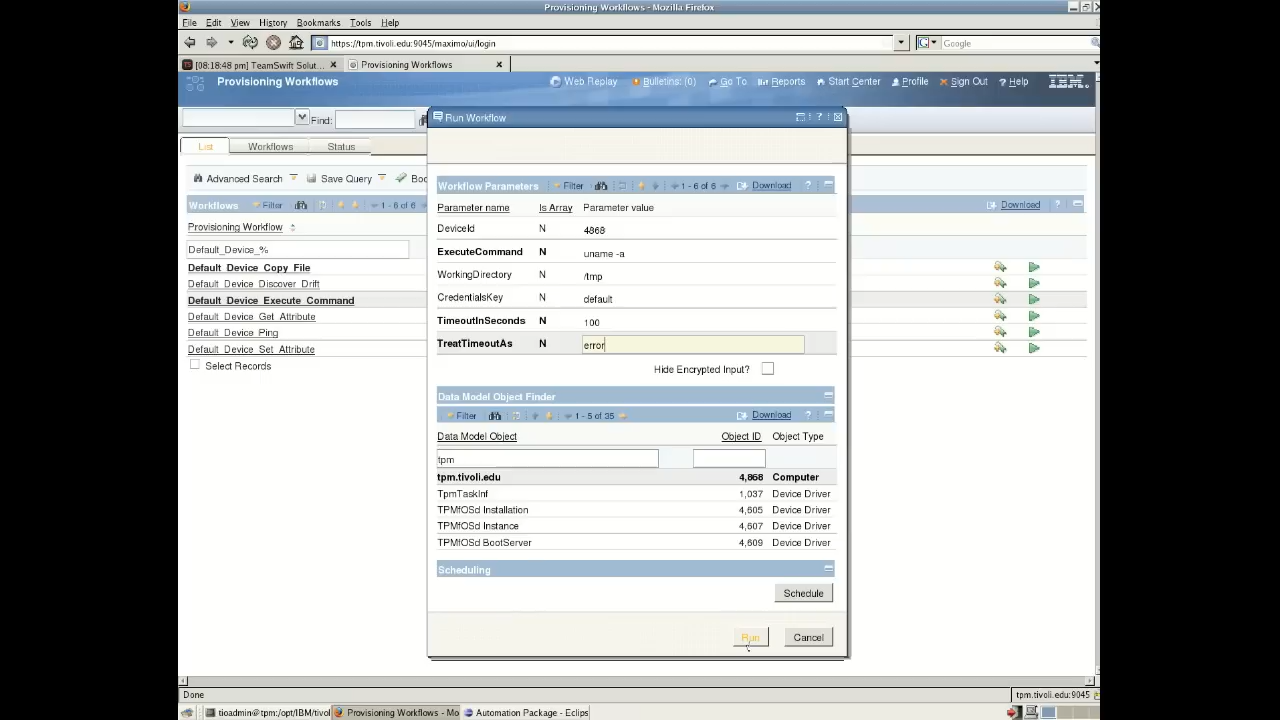 Provisioning Workflows - Mozilla Firefox
File Edit View History Bookmarks Tools Help
https://tpm.tivoli.edu:9045/maximo/ui/login
Google
[08:18:48 pm] TeamSwift Solut...
Provisioning Workflows
Provisioning Workflows
Web Replay Bulletins: (0) Go To Reports Start Center Profile Sign Out ? Help
IBM.
Find:
List Workflows Status
Advanced Search Save Query Boo
Workflows Filter 1 - 6 of 6 Download ?
Provisioning Workflow
Default_Device_%
Default_Device_Copy_File
Default_Device_Discover_Drift
Default_Device_Execute_Command
Default_Device_Get_Attribute
Default_Device_Ping
Default_Device_Set_Attribute
Select Records
Run Workflow ?
Workflow Parameters Filter 1 - 6 of 6 Download
Parameter name Is Array Parameter value
DeviceId N 4868
ExecuteCommand N uname -a
WorkingDirectory N /tmp
CredentialsKey N default
TimeoutInSeconds N 100
TreatTimeoutAs N error
Hide Encrypted Input?
Data Model Object Finder
Filter 1 - 5 of 35 Download ?
Data Model Object Object ID Object Type
tpm
tpm.tivoli.edu 4,868 Computer
TpmTaskInf 1,037 Device Driver
TPMfOSd Installation 4,605 Device Driver
TPMfOSd Instance 4,607 Device Driver
TPMfOSd BootServer 4,609 Device Driver
Scheduling
Schedule
Run Cancel
Done tpm.tivoli.edu:9045
tioadmin@tpm:/opt/IBM/tivol Provisioning Workflows - Mo Automation Package - Eclips